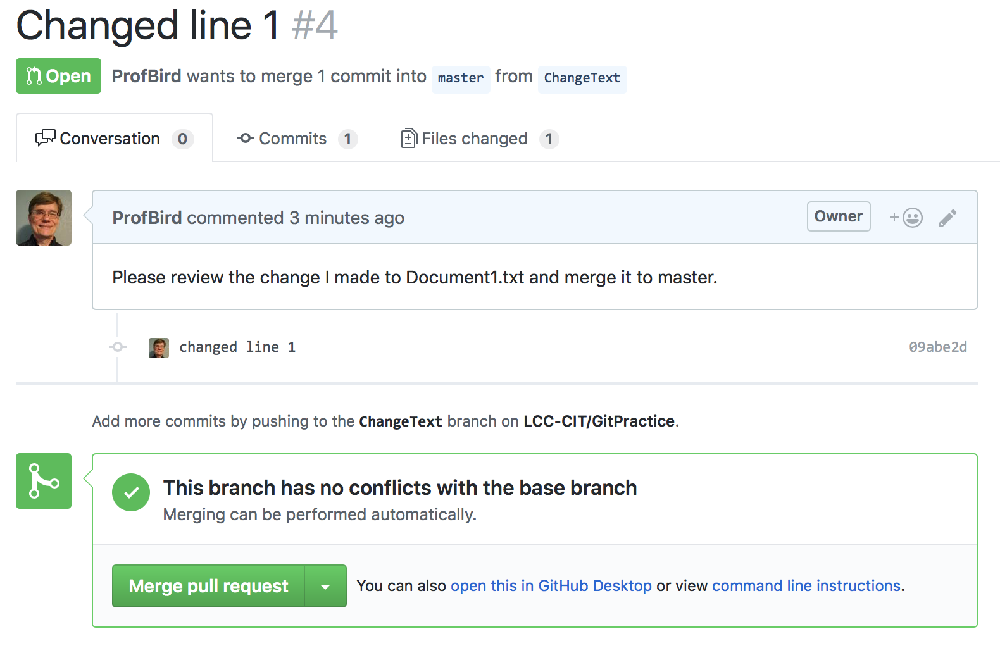 Changed line 1 #4
Open ProfBird wants to merge 1 commit into master from ChangeText
Conversation 0 Commits 1 Files changed 1
ProfBird commented 3 minutes ago Owner +
Please review the change I made to Document1.txt and merge it to master.
changed line 1 09abe2d
Add more commits by pushing to the ChangeText branch on LCC-CIT/GitPractice.
This branch has no conflicts with the base branch
Merging can be performed automatically.
Merge pull request You can also open this in GitHub Desktop or view command line instructions.